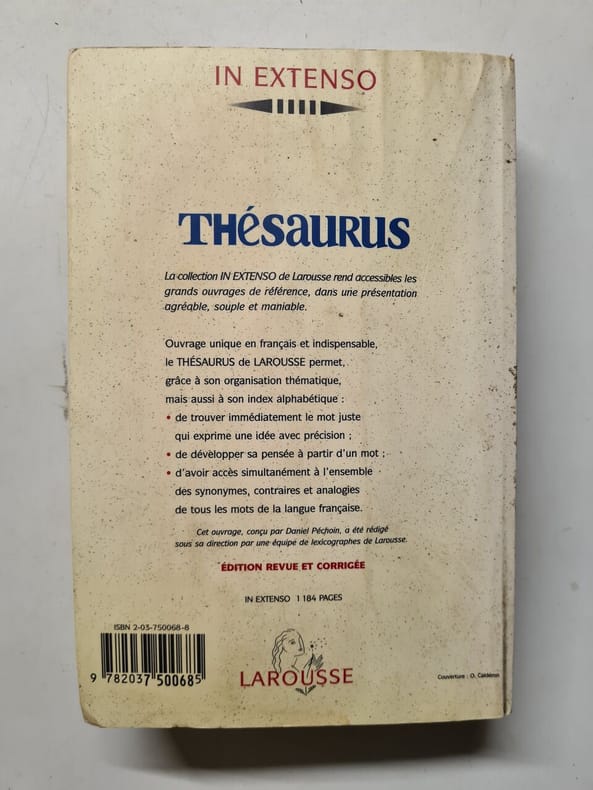 IN EXTENSO
THÉSAURUS
La collection IN EXTENSO de Larousse rend accessibles les
grands ouvrages de référence, dans une présentation
agréable, souple et maniable.
Ouvrage unique en français et indispensable,
le THÉSAURUS de LAROUSSE permet,
grâce à son organisation thématique,
mais aussi à son index alphabétique :
• de trouver immédiatement le mot juste
qui exprime une idée avec précision ;
• de développer sa pensée à partir d'un mot ;
• d'avoir accès simultanément à l'ensemble
des synonymes, contraires et analogies
de tous les mots de la langue française.
Cet ouvrage, conçu par Daniel Péchoin, a été rédigé
sous sa direction par une équipe de lexicographes de Larousse.
ÉDITION REVUE ET CORRIGÉE
IN EXTENSO 1 184 PAGES
ISBN 2-03-750068-8
9 782037 500685
LAROUSSE
Couverture : O. Caldéron